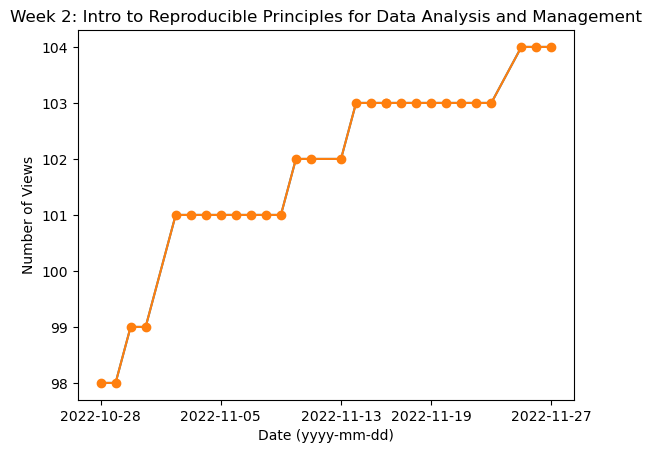 Week 2: Intro to Reproducible Principles for Data Analysis and Management
104
103
102
101
100
99
98
Number of Views
2022-10-28 2022-11-05 2022-11-13 2022-11-19 2022-11-27
Date (yyyy-mm-dd)